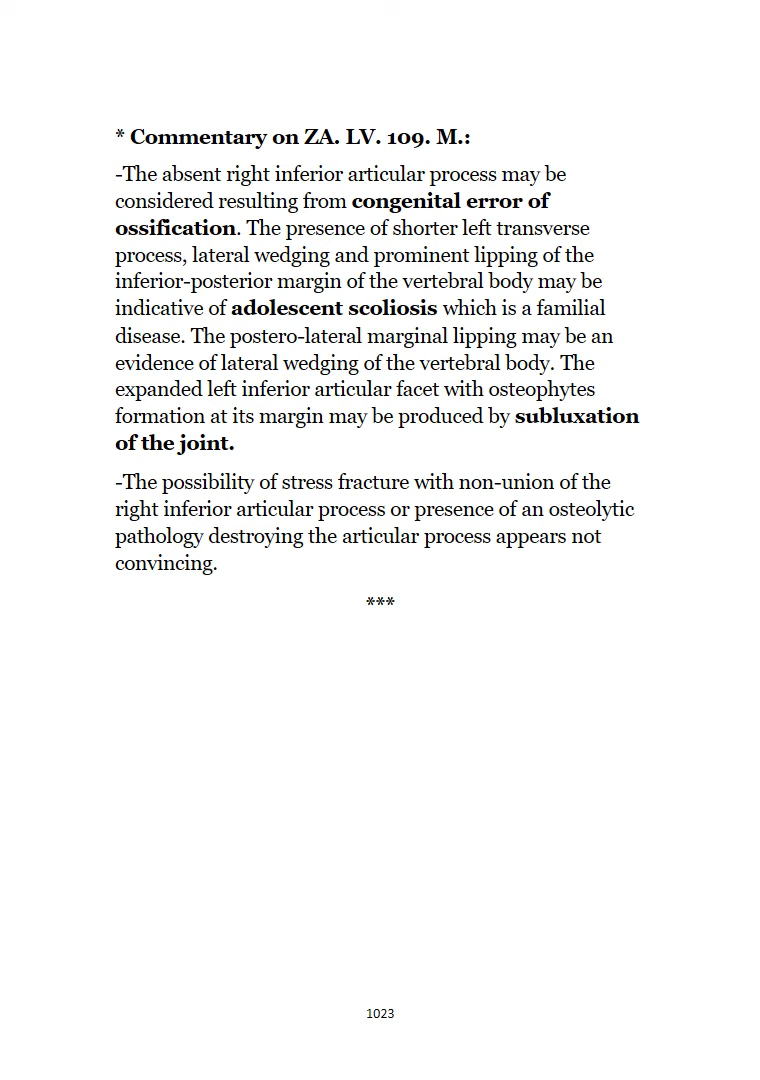 * Commentary on ZA. LV. 109. M.:
-The absent right inferior articular process may be
considered resulting from congenital error of
ossification. The presence of shorter left transverse
process, lateral wedging and prominent lipping of the
inferior-posterior margin of the vertebral body may be
indicative of adolescent scoliosis which is a familial
disease. The postero-lateral marginal lipping may be an
evidence of lateral wedging of the vertebral body. The
expanded left inferior articular facet with osteophytes
formation at its margin may be produced by subluxation
of the joint.
-The possibility of stress fracture with non-union of the
right inferior articular process or presence of an osteolytic
pathology destroying the articular process appears not
convincing.
***
1023